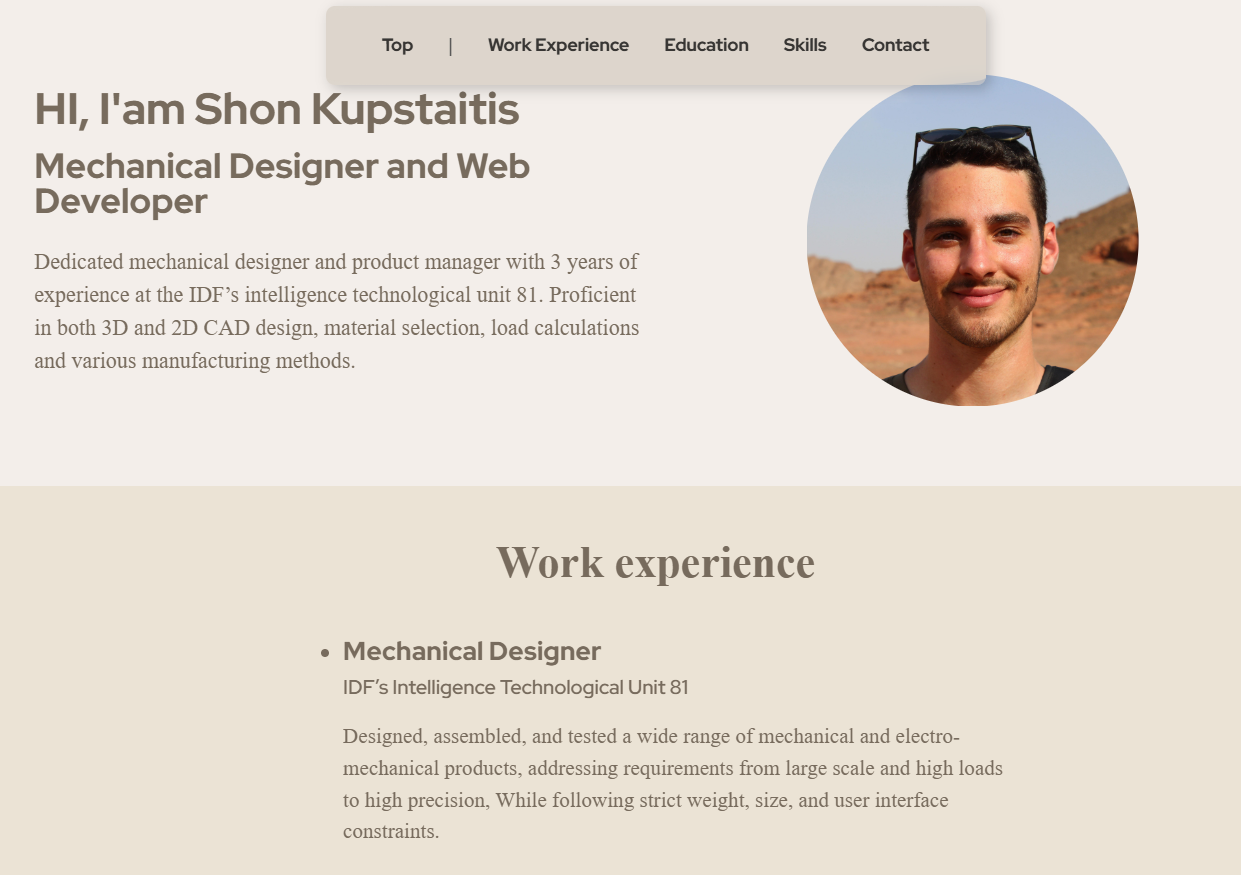 Top | Work Experience Education Skills Contact
HI, I'am Shon Kupstaitis
Mechanical Designer and Web
Developer
Dedicated mechanical designer and product manager with 3 years of
experience at the IDF’s intelligence technological unit 81. Proficient
in both 3D and 2D CAD design, material selection, load calculations
and various manufacturing methods.
Work experience
• Mechanical Designer
IDF’s Intelligence Technological Unit 81
Designed, assembled, and tested a wide range of mechanical and electro-
mechanical products, addressing requirements from large scale and high loads
to high precision, While following strict weight, size, and user interface
constraints.